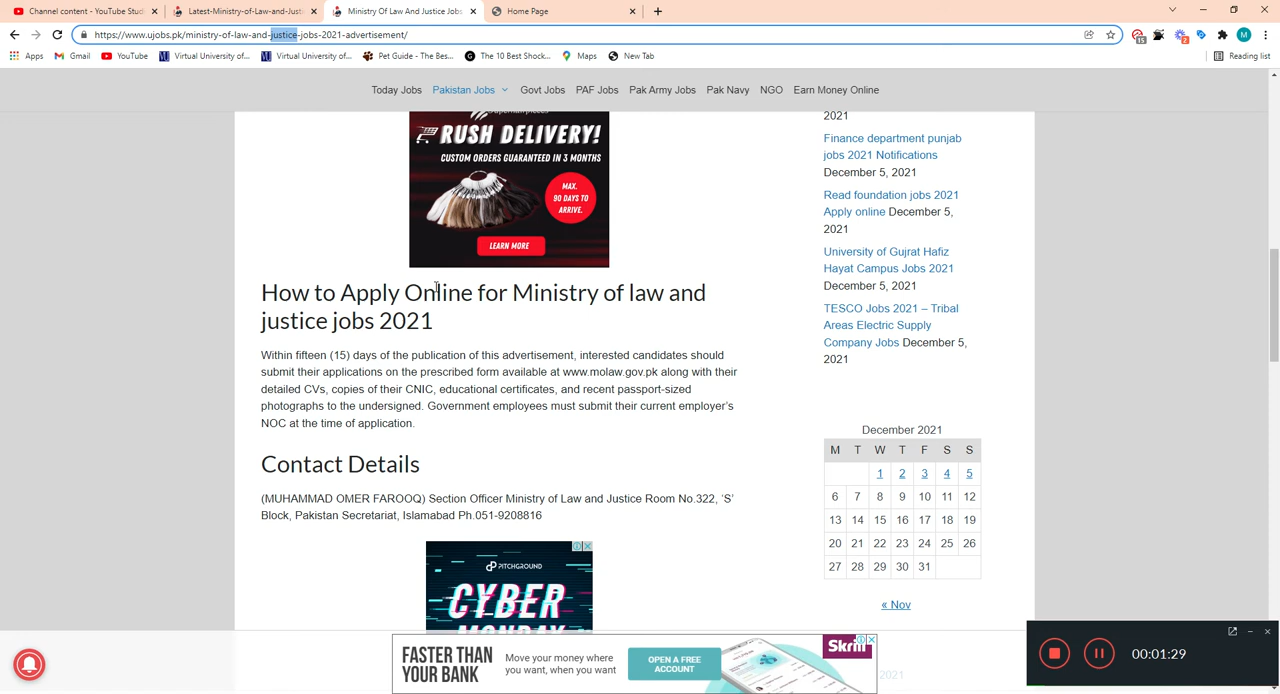 Channel content - YouTube Stud
Latest-Ministry-of-Law-and-Justi
Ministry Of Law And Justice Jobs
Home Page
https://www.ujobs.pk/ministry-of-law-and-justice-jobs-2021-advertisement/
15
2
M
Apps
Gmail
YouTube
Virtual University of...
Virtual University of...
Pet Guide - The Bes...
The 10 Best Shock...
Maps
New Tab
Reading list
Today Jobs
Pakistan Jobs
Govt Jobs
PAF Jobs
Pak Army Jobs
Pak Navy
NGO
Earn Money Online
RUSH DELIVERY!
CUSTOM ORDERS GUARANTEED IN 3 MONTHS
MAX.
90 DAYS TO
ARRIVE.
LEARN MORE
How to Apply Online for Ministry of law and
justice jobs 2021
Within fifteen (15) days of the publication of this advertisement, interested candidates should
submit their applications on the prescribed form available at www.molaw.gov.pk along with their
detailed CVs, copies of their CNIC, educational certificates, and recent passport-sized
photographs to the undersigned. Government employees must submit their current employer's
NOC at the time of application.
Contact Details
(MUHAMMAD OMER FAROOQ) Section Officer Ministry of Law and Justice Room No.322, 'S'
Block, Pakistan Secretariat, Islamabad Ph.051-9208816
PITCHGROUND
CYBER
MONDAY
2021
Finance department punjab
jobs 2021 Notifications
December 5, 2021
Read foundation jobs 2021
Apply online December 5,
2021
University of Gujrat Hafiz
Hayat Campus Jobs 2021
December 5, 2021
TESCO Jobs 2021 – Tribal
Areas Electric Supply
Company Jobs December 5,
2021
December 2021
M T W T F S S
1 2 3 4 5
6 7 8 9 10 11 12
13 14 15 16 17 18 19
20 21 22 23 24 25 26
27 28 29 30 31
« Nov
2021
FASTER THAN
YOUR BANK
Move your money where
you want, when you want
OPEN A FREE
ACCOUNT
Skrill
00:01:29